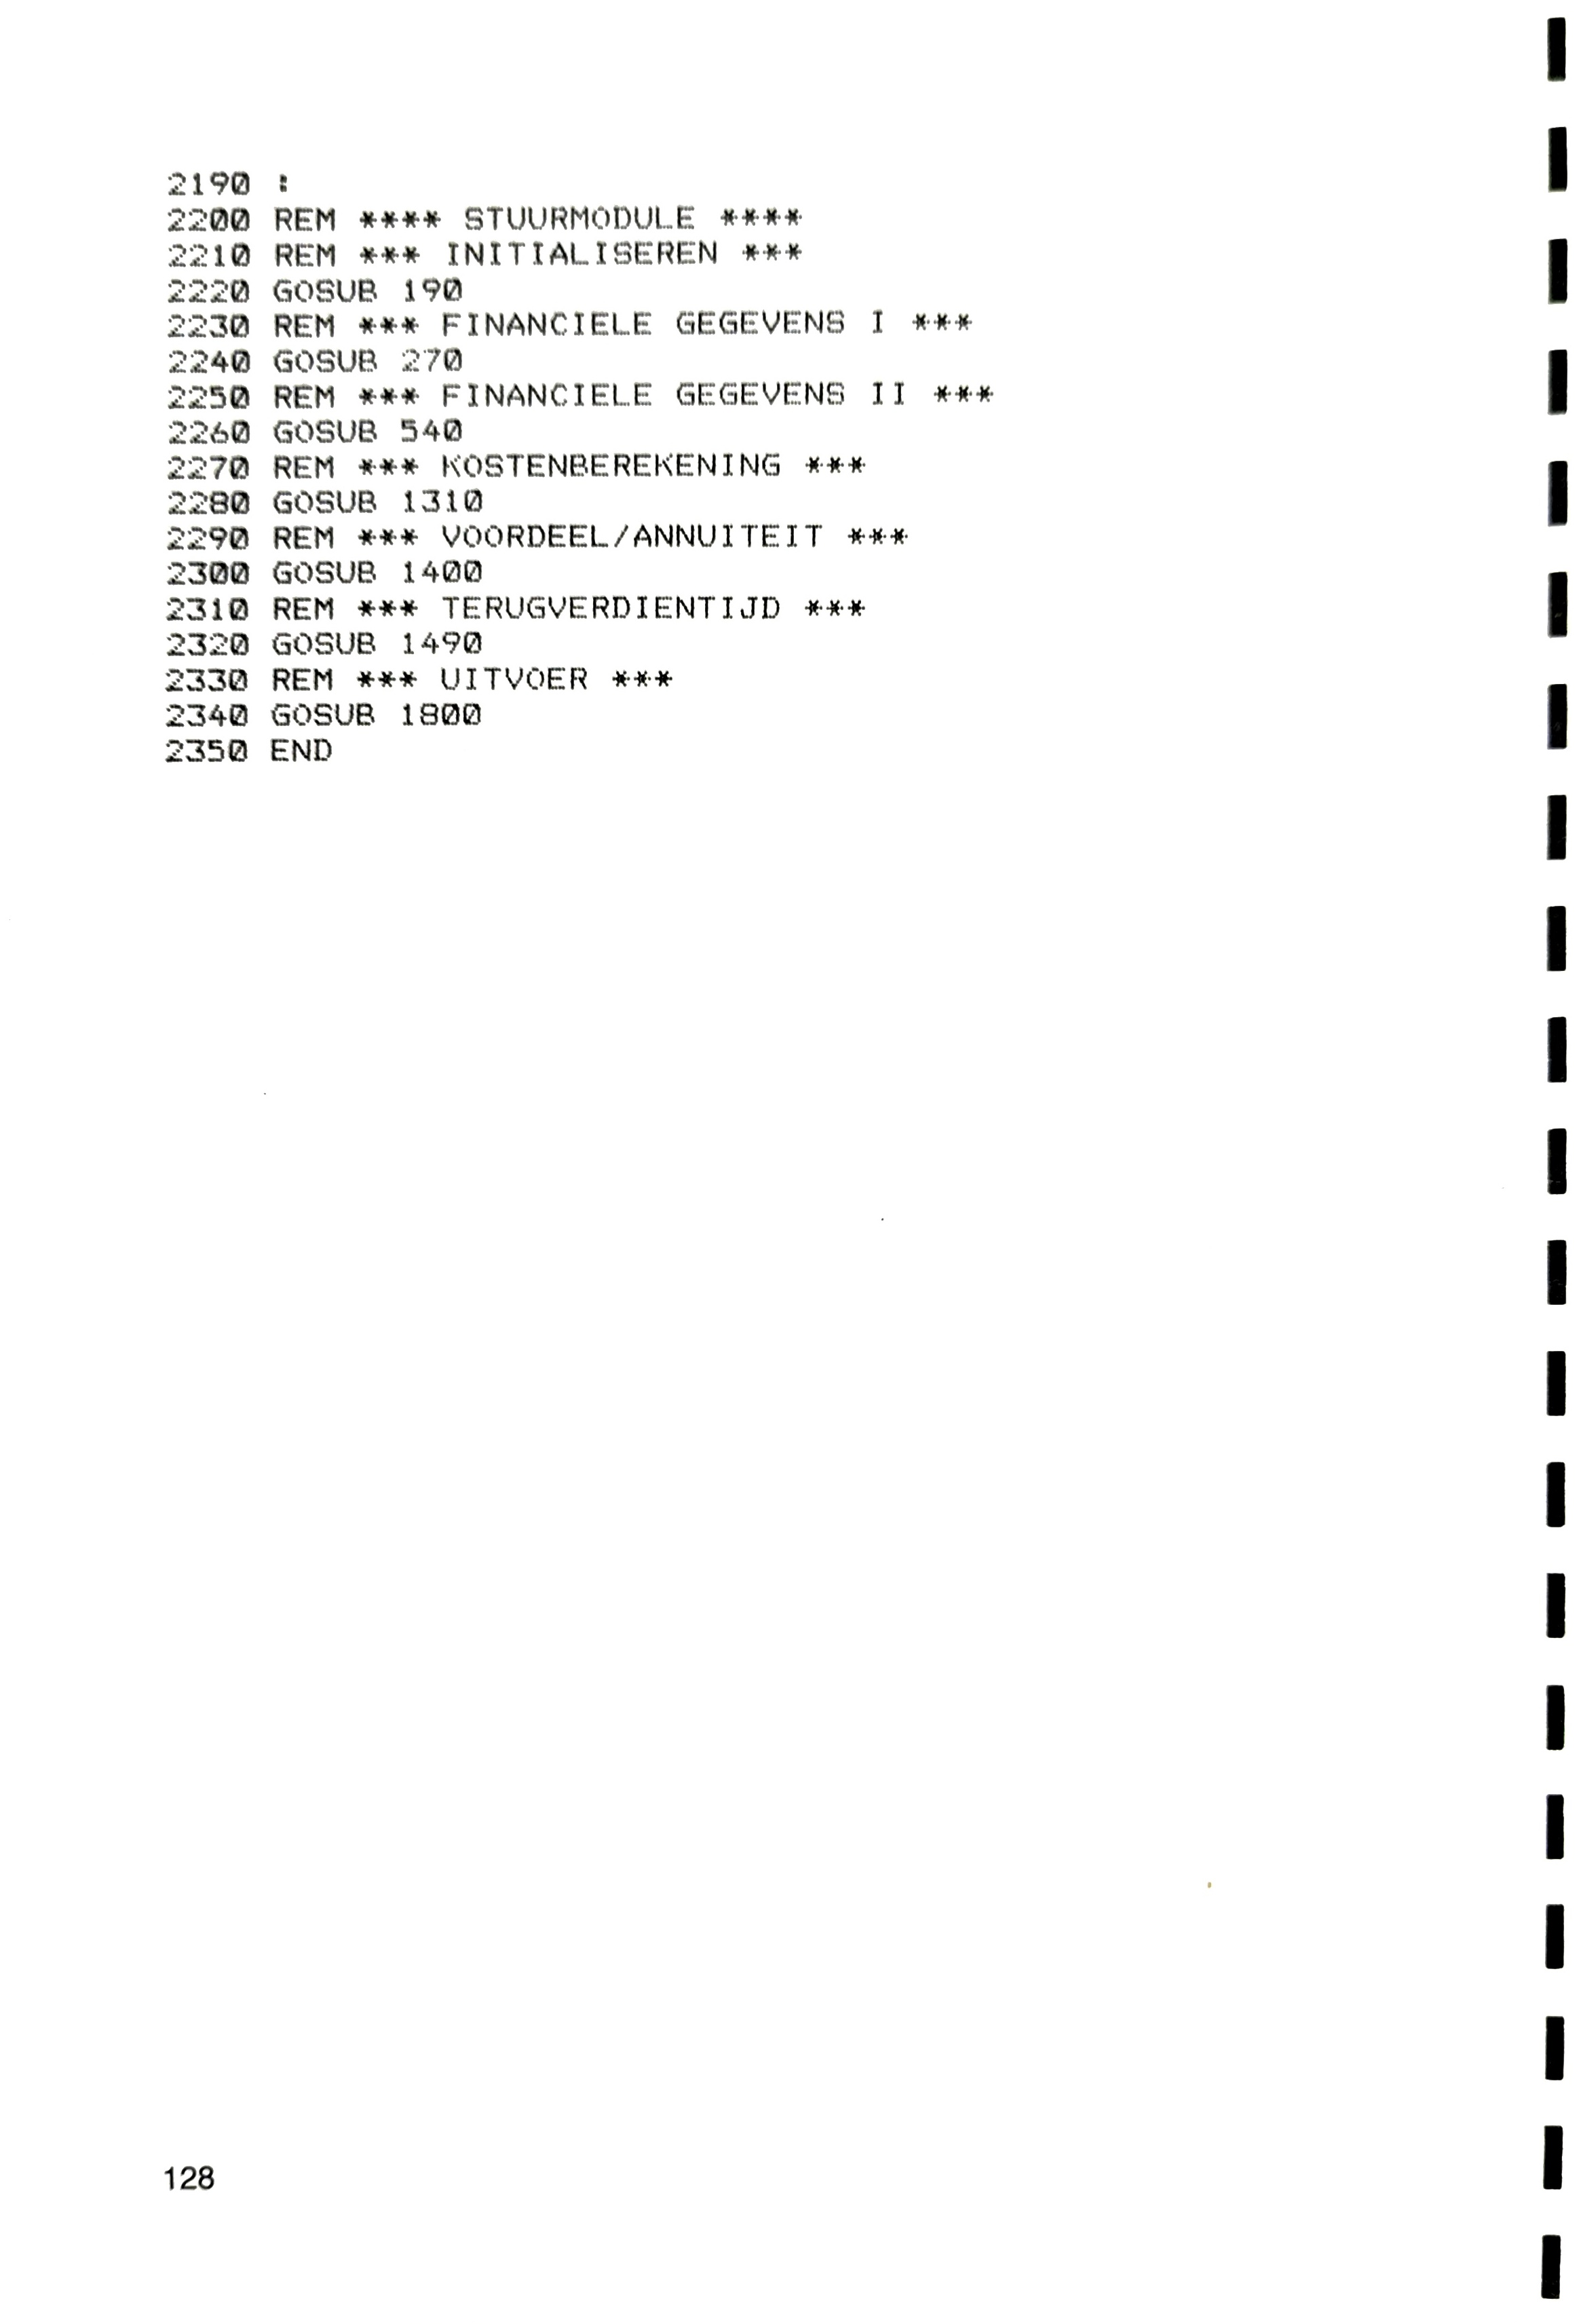 2190 :
2200 REM **** STUURMODULE ****
2210 REM *** INITIALISEREN ***
2220 GOSUB 190
2230 REM *** FINANCIELE GEGEVENS I ***
2240 GOSUB 270
2250 REM *** FINANCIELE GEGEVENS II ***
2260 GOSUB 540
2270 REM *** KOSTENBEREKENING ***
2280 GOSUB 1310
2290 REM *** VOORDEEL/ANNUITEIT ***
2300 GOSUB 1400
2310 REM *** TERUGVERDIENTIJD ***
2320 GOSUB 1490
2330 REM *** UITVOER ***
2340 GOSUB 1800
2350 END
128